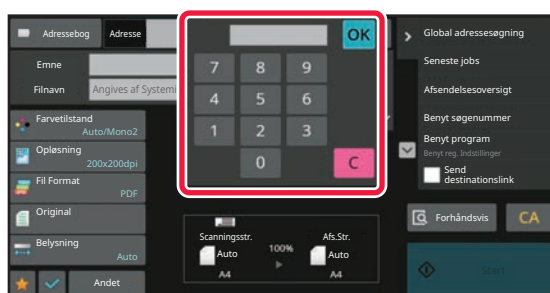 Adressebog
Adresse
OK
Emne
Filnavn
Angives af Systemi
7 8 9
4 5 6
1 2 3
0 C
Farvetilstand
Auto/Mono2
Opløsning
200x200dpi
Fil Format
PDF
Original
Belysning
Auto
Andet
Scanningsstr.
Auto
A4
100%
Afs.Str.
Auto
A4
Global adressesøgning
Seneste jobs
Afsendelsesoversigt
Benyt søgenummer
Benyt program
Benyt reg. Indstillinger
Send
destinationslink
Forhåndsvis
CA
Start